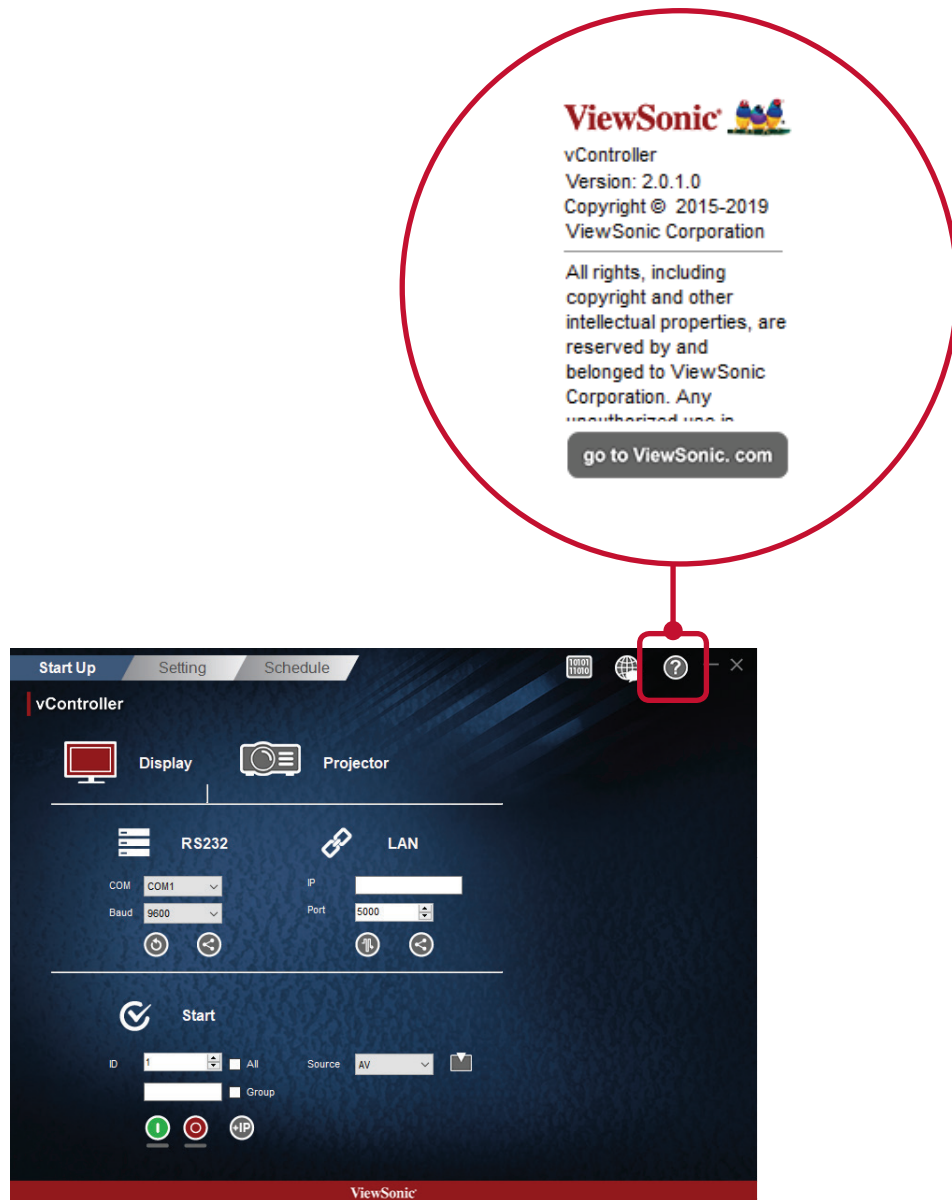 ViewSonic
vController
Version: 2.0.1.0
Copyright © 2015-2019
ViewSonic Corporation
All rights, including
copyright and other
intellectual properties, are
reserved by and
belonged to ViewSonic
Corporation. Any
unauthorized use is
go to ViewSonic. com
Start Up Setting Schedule
10101
11010
?
vController
Display Projector
RS232 LAN
COM COM1 IP
Baud 9600 Port 5000
Start
ID 1 All Source AV
Group
+IP
ViewSonic